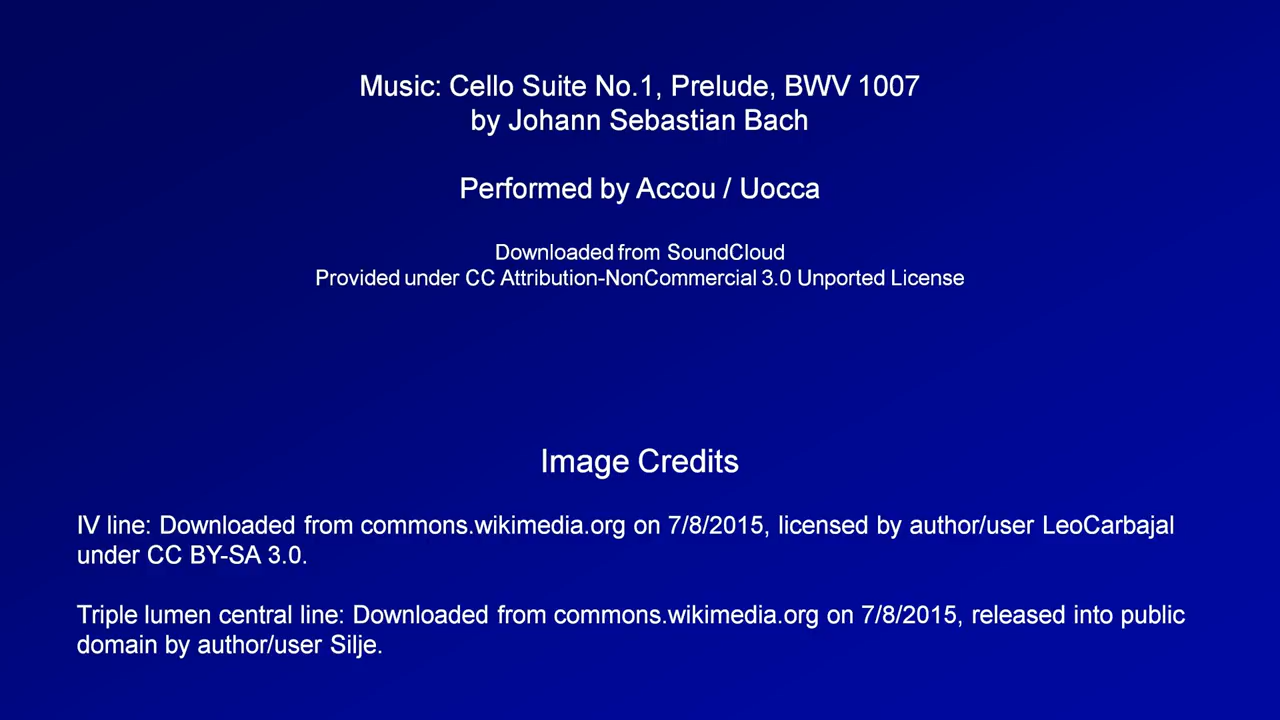 Music: Cello Suite No.1, Prelude, BWV 1007
by Johann Sebastian Bach
Performed by Accou / Uocca
Downloaded from SoundCloud
Provided under CC Attribution-NonCommercial 3.0 Unported License
Image Credits
IV line: Downloaded from commons.wikimedia.org on 7/8/2015, licensed by author/user LeoCarbajal
under CC BY-SA 3.0.
Triple lumen central line: Downloaded from commons.wikimedia.org on 7/8/2015, released into public
domain by author/user Silje.